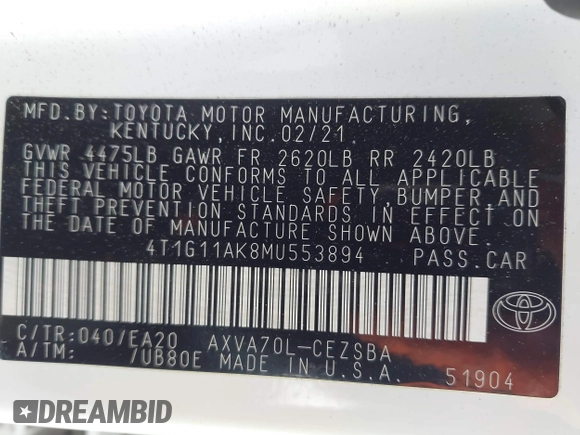 MFD.BY:TOYOTA MOTOR MANUFACTURING,
KENTUCKY,INC.02/21
GVWR 4475LB GAWR FR 2620LB RR 2420LB
THIS VEHICLE CONFORMS TO ALL APPLICABLE
FEDERAL MOTOR VEHICLE SAFETY,BUMPER,AND
THEFT PREVENTION STANDARDS IN EFFECT ON
THE DATE OF MANUFACTURE SHOWN ABOVE.
4T1G11AK8MU553894 PASS.CAR
C/TR:040/EA20 AXVA70L-CEZSBA
A/TM: /UB80E MADE IN U.S.A. 51904
TOYOTA
DREAMBID